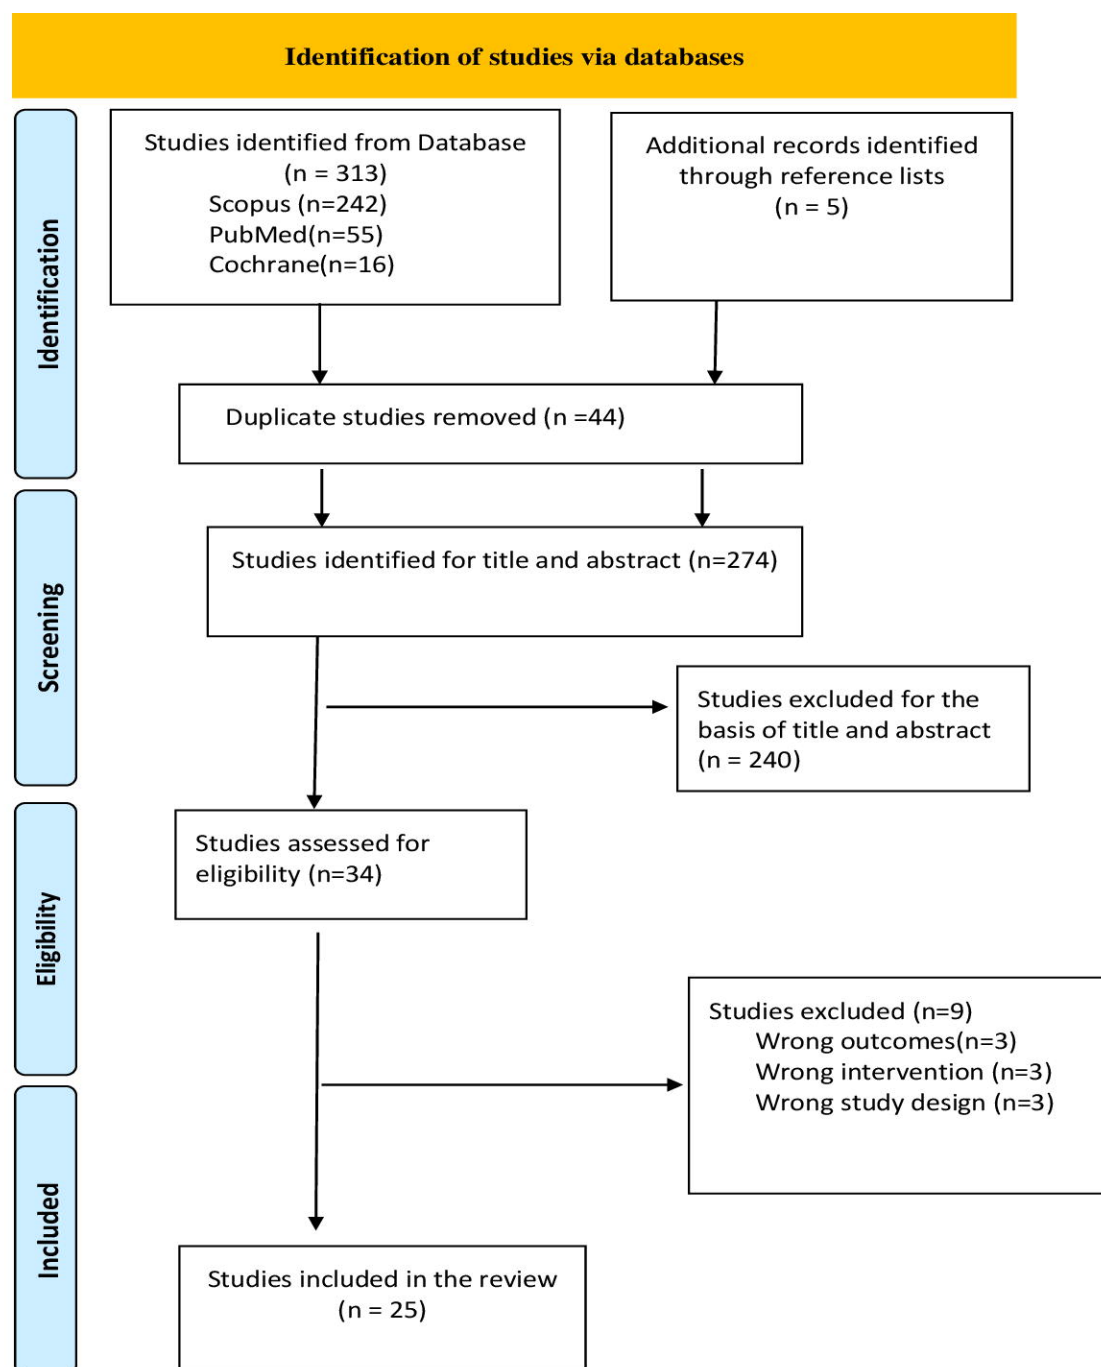 Identification of studies via databases
Identification
Studies identified from Database
(n = 313)
Scopus (n=242)
PubMed(n=55)
Cochrane(n=16)
Additional records identified
through reference lists
(n = 5)
Duplicate studies removed (n =44)
Screening
Studies identified for title and abstract (n=274)
Studies excluded for the
basis of title and abstract
(n = 240)
Eligibility
Studies assessed for
eligibility (n=34)
Studies excluded (n=9)
Wrong outcomes(n=3)
Wrong intervention (n=3)
Wrong study design (n=3)
Included
Studies included in the review
(n = 25)